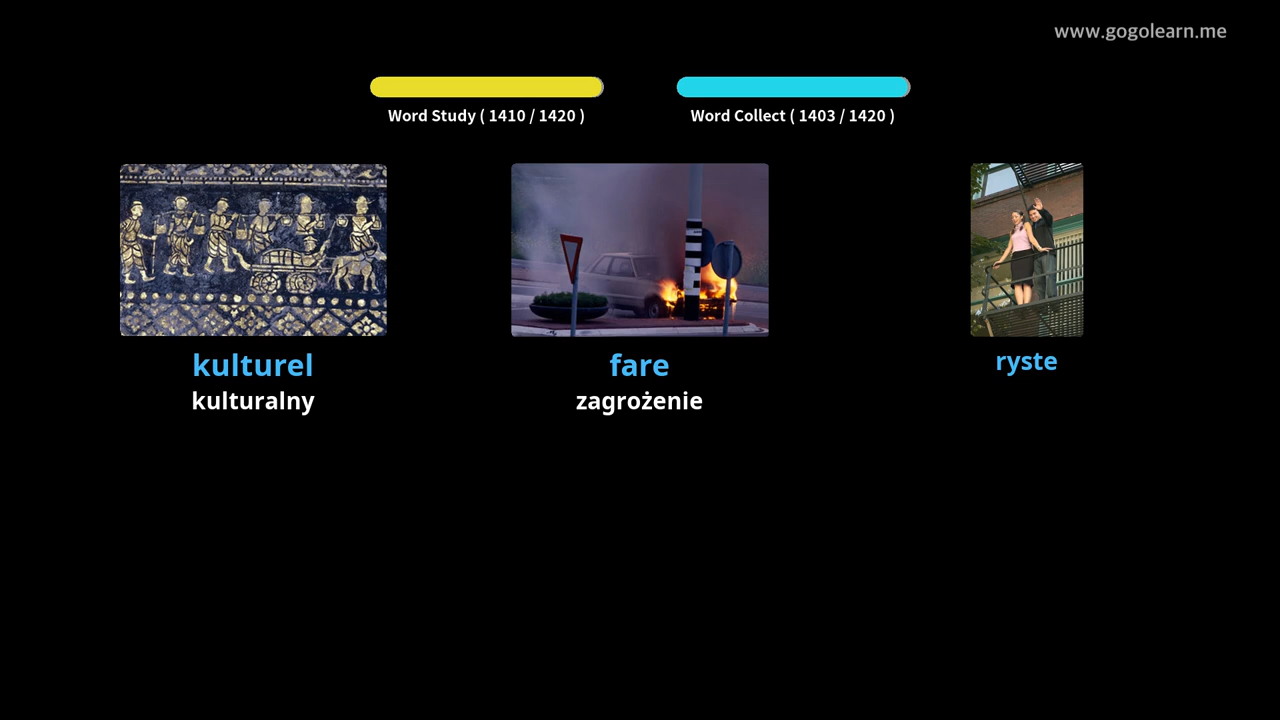 www.gogolearn.me
Word Study ( 1410 / 1420 )
Word Collect ( 1403 / 1420 )
kulturel
kulturalny
fare
zagrożenie
ryste